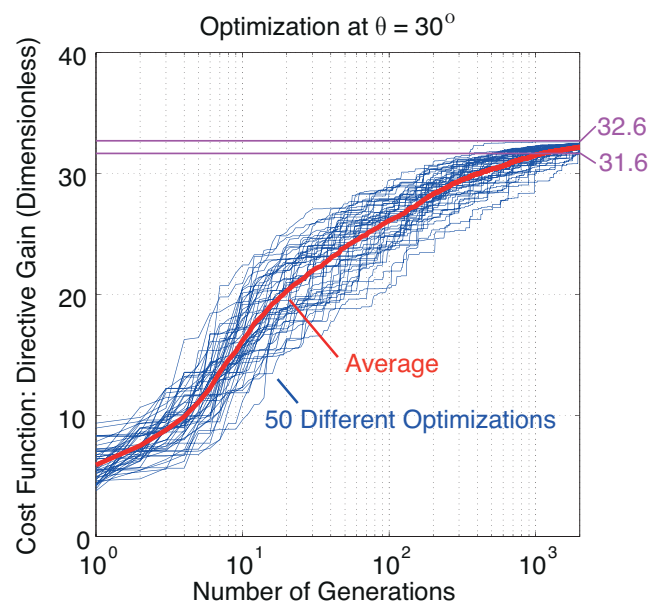 Optimization at θ = 30°
Cost Function: Directive Gain (Dimensionless)
40
30
20
10
0
32.6
31.6
Average
50 Different Optimizations
10⁰
10¹
10²
10³
Number of Generations